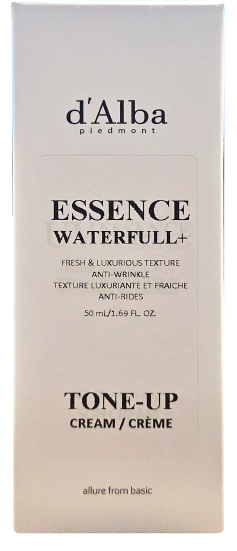 d'Alba
piedmont
ESSENCE
WATERFULL+
FRESH & LUXURIOUS TEXTURE
ANTI-WRINKLE
TEXTURE LUXURIANTE ET FRAICHE
ANTI-RIDES
50 mL/1.69 FL. OZ.
TONE-UP
CREAM / CRÈME
allure from basic